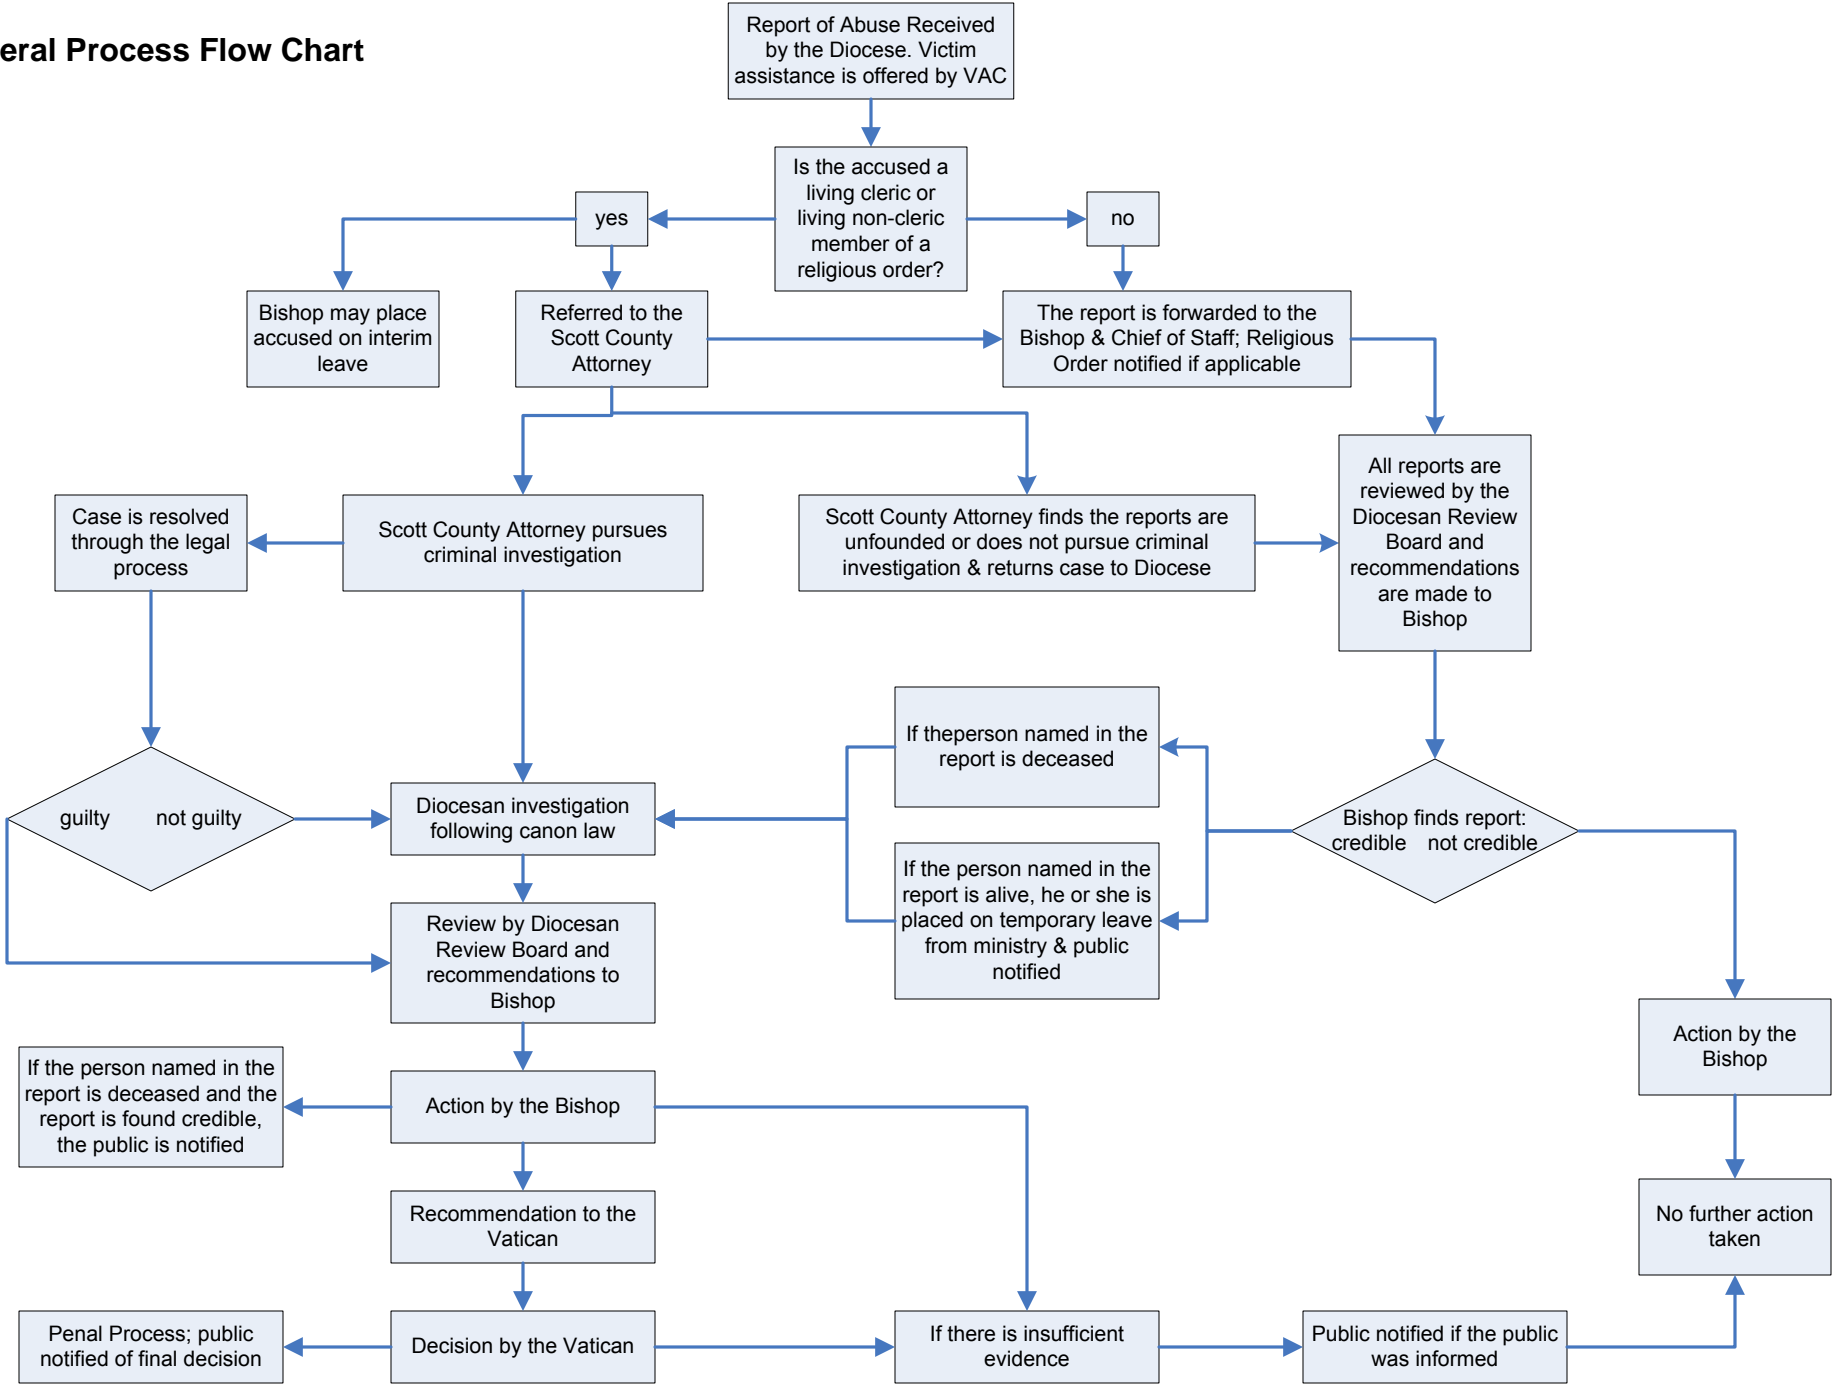 eral Process Flow Chart
Report of Abuse Received
by the Diocese. Victim
assistance is offered by VAC
Is the accused a
living cleric or
living non-cleric
member of a
religious order?
yes
no
Bishop may place
accused on interim
leave
Referred to the
Scott County
Attorney
The report is forwarded to the
Bishop & Chief of Staff; Religious
Order notified if applicable
All reports are
reviewed by the
Diocesan Review
Board and
recommendations
are made to
Bishop
Case is resolved
through the legal
process
Scott County Attorney pursues
criminal investigation
Scott County Attorney finds the reports are
unfounded or does not pursue criminal
investigation & returns case to Diocese
If theperson named in the
report is deceased
guilty not guilty
Diocesan investigation
following canon law
Bishop finds report:
credible not credible
If the person named in the
report is alive, he or she is
placed on temporary leave
from ministry & public
notified
Review by Diocesan
Review Board and
recommendations to
Bishop
Action by the
Bishop
If the person named in the
report is deceased and the
report is found credible,
the public is notified
Action by the Bishop
Recommendation to the
Vatican
No further action
taken
Penal Process; public
notified of final decision
Decision by the Vatican
If there is insufficient
evidence
Public notified if the public
was informed